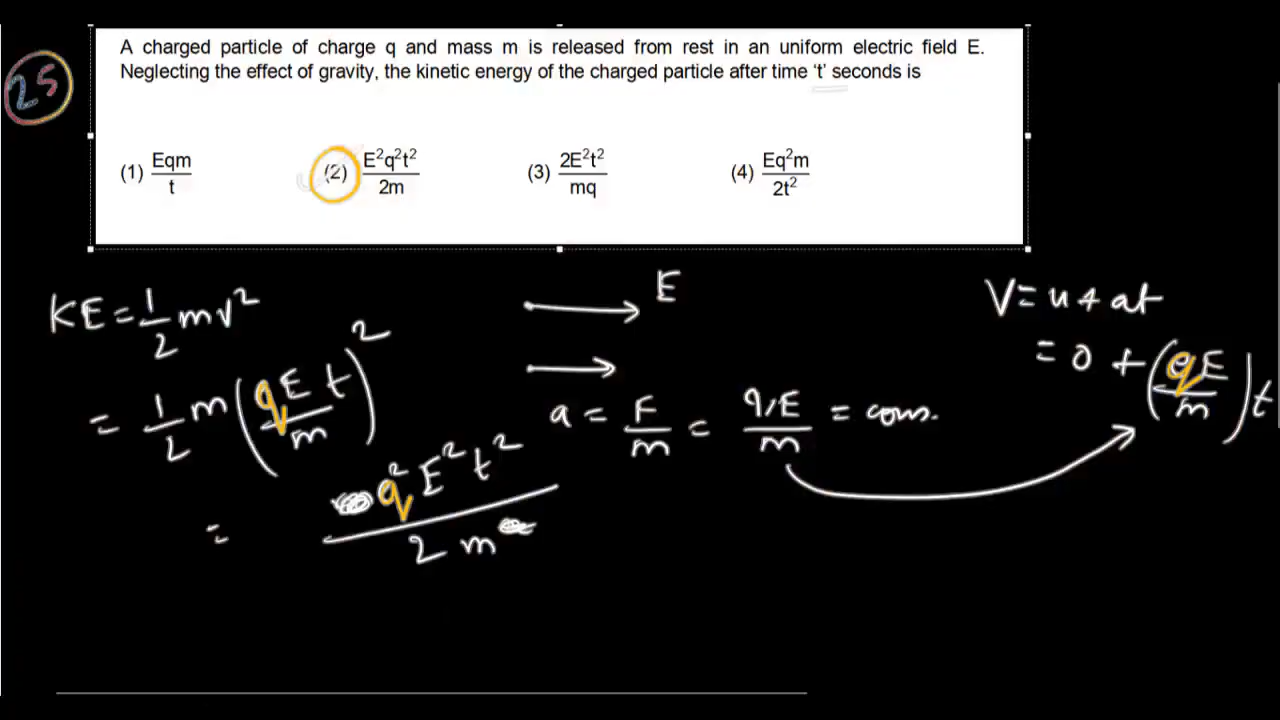 25
A charged particle of charge q and mass m is released from rest in an uniform electric field E.
Neglecting the effect of gravity, the kinetic energy of the charged particle after time ‘t’ seconds is
(1) Eqm/t (2) E²q²t²/2m (3) 2E²t²/mq (4) Eq²m/2t²
KE = 1/2 mv²
= 1/2 m (qEt/m)²
= q²E²t²/2m
E
a = F/m = qE/m = cons.
V = u + at
= 0 + (qE/m)t